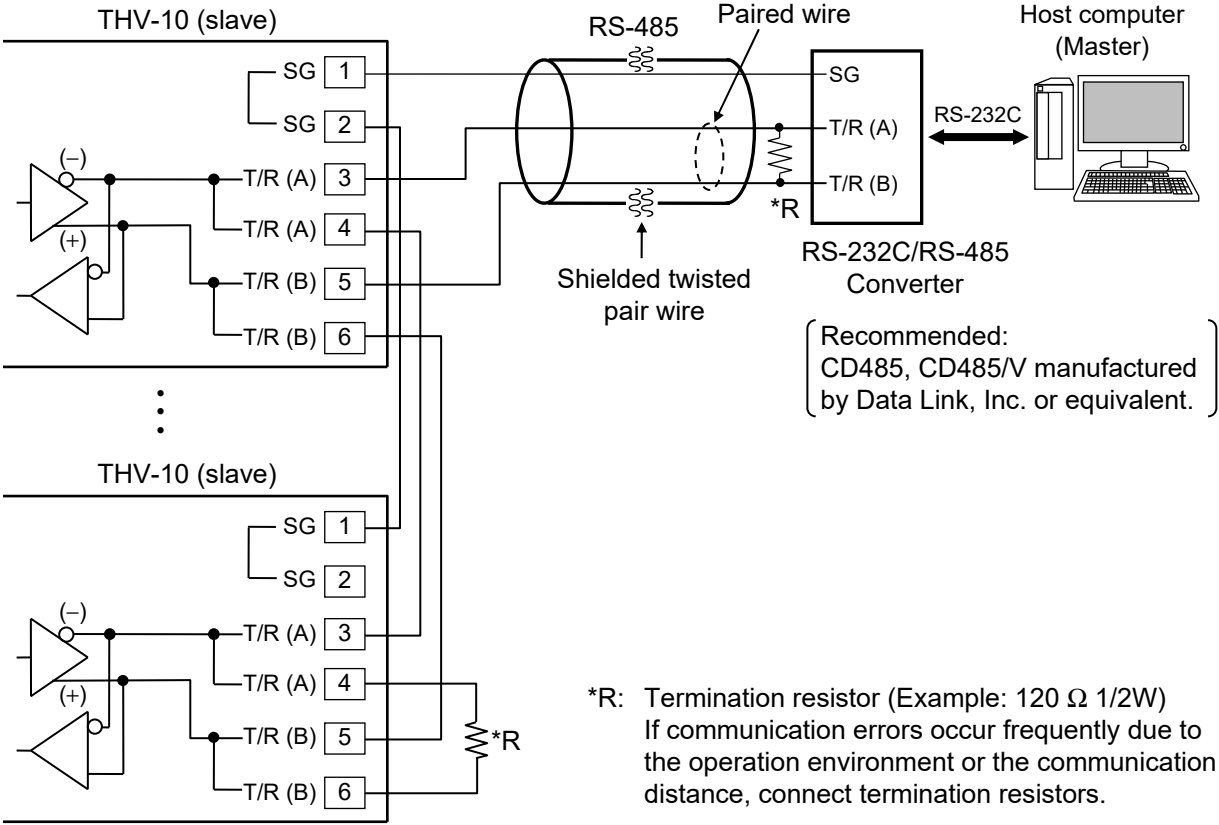 THV-10 (slave)
RS-485
Paired wire
Host computer
(Master)
SG 1
SG 2
(−)
T/R (A) 3
T/R (A) 4
(+)
T/R (B) 5
T/R (B) 6
SG
T/R (A)
T/R (B)
*R
RS-232C
Shielded twisted
pair wire
RS-232C/RS-485
Converter
Recommended:
CD485, CD485/V manufactured
by Data Link, Inc. or equivalent.
THV-10 (slave)
SG 1
SG 2
(−)
T/R (A) 3
T/R (A) 4
(+)
T/R (B) 5
T/R (B) 6
*R
*R: Termination resistor (Example: 120 Ω 1/2W)
If communication errors occur frequently due to
the operation environment or the communication
distance, connect termination resistors.